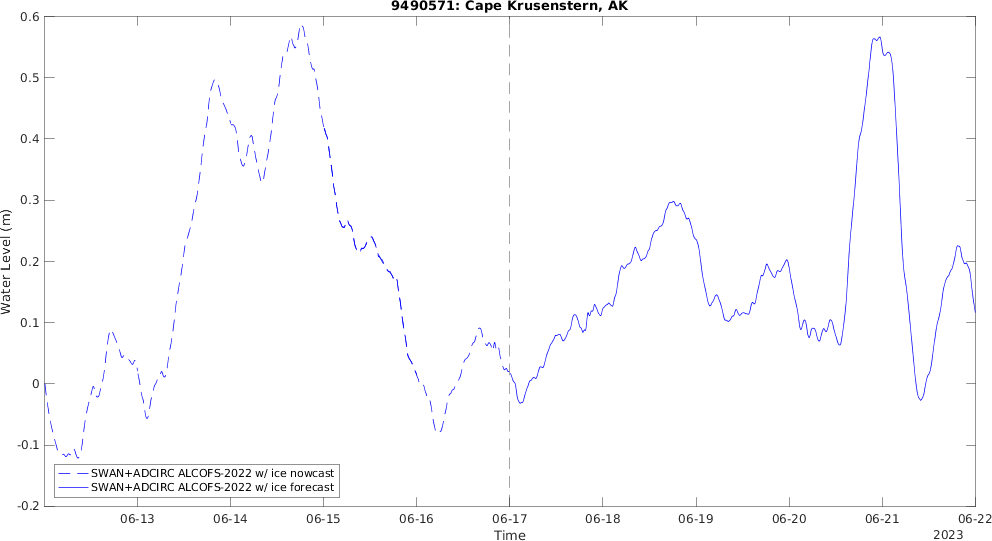 9490571: Cape Krusenstern, AK
0.6
0.5
0.4
0.3
0.2
0.1
0
-0.1
-0.2
Water Level (m)
SWAN+ADCIRC ALCOFS-2022 w/ ice nowcast
SWAN+ADCIRC ALCOFS-2022 w/ ice forecast
06-13 06-14 06-15 06-16 06-17 06-18 06-19 06-20 06-21 06-22
Time
2023